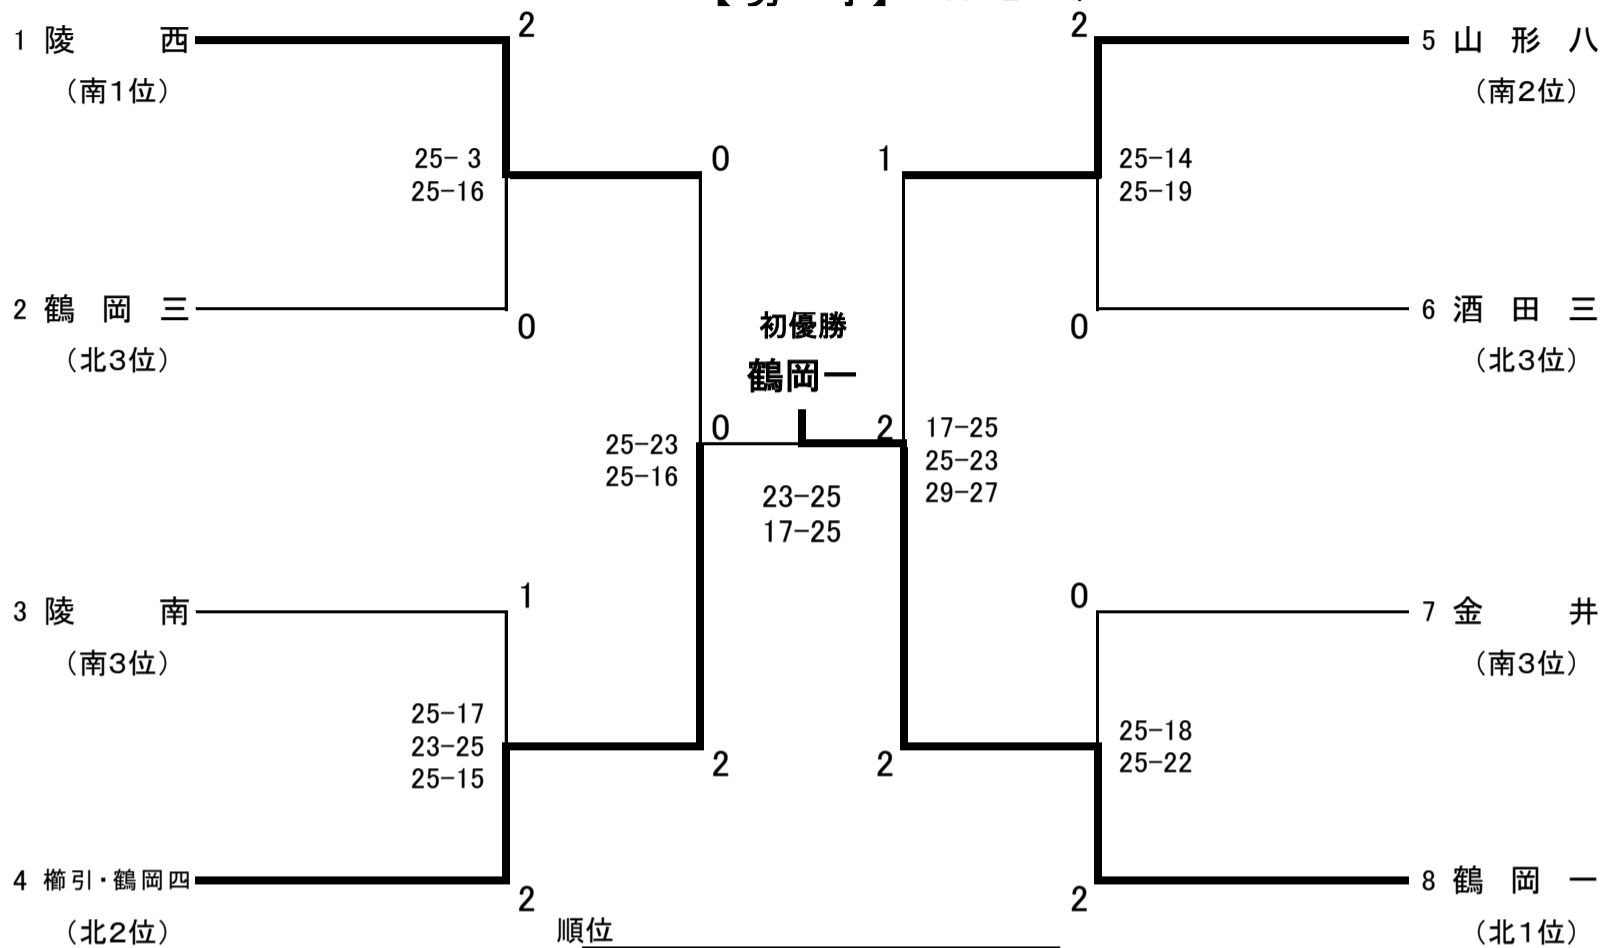 2
2
1 陵 西
5 山 形 八
(南1位)
(南2位)
25- 3
25-16
0
1
25-14
25-19
2 鶴 岡 三
0
初優勝
鶴岡一
0
6 酒 田 三
(北3位)
(北3位)
25-23
25-16
0
2
17-25
25-23
29-27
23-25
17-25
3 陵 南
1
0
7 金 井
(南3位)
(南3位)
25-17
23-25
25-15
25-18
25-22
2
2
4 櫛引・鶴岡四
2
2
8 鶴 岡 一
(北2位)
順位
(北1位)